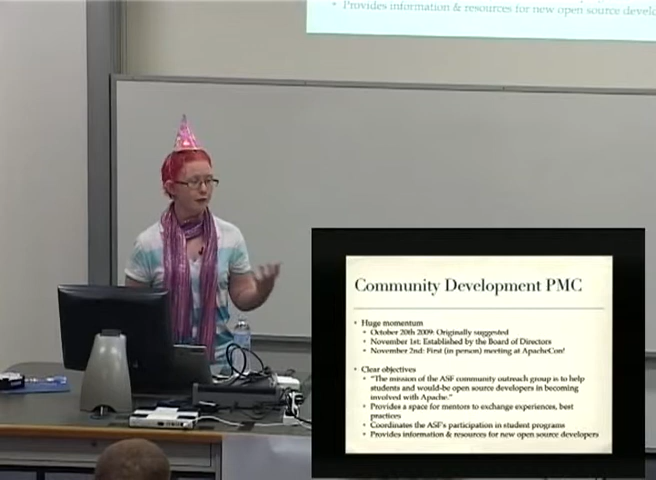 Provides information & resources for new open source develo
Community Development PMC
Huge momentum
October 20th 2009: Originally suggested
November 1st: Established by the Board of Directors
November 2nd: First (in person) meeting at ApacheCon!
Clear objectives
"The mission of the ASF community outreach group is to help
students and would-be open source developers in becoming
involved with Apache."
Provides a space for mentors to exchange experiences, best
practices
Coordinates the ASF's participation in student programs
Provides information & resources for new open source developers